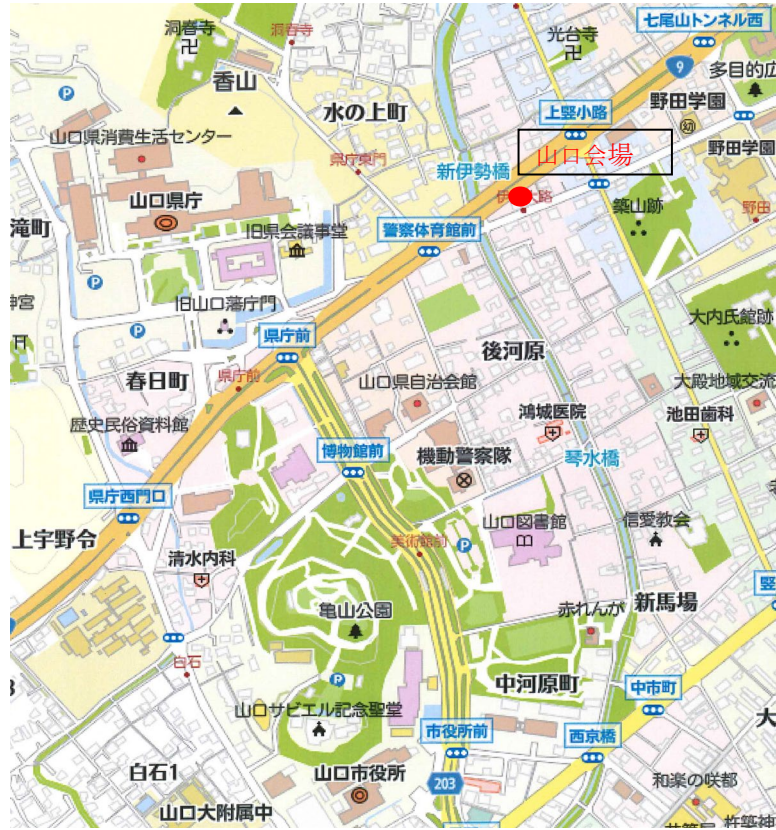 七尾山トンネル西
洞春寺
洞春寺
光台寺
9
多目的広
香山
水の上町
上竪小路
野田学園
山口県消費生活センター
県庁東門
新伊勢橋
山口会場
野田学園
山口県庁
築山跡
野田
滝町
旧県会議事堂
警察体育館前
神宮
旧山口藩庁門
大内氏館跡
県庁前
後河原
春日町
県庁前
山口県自治会館
大殿地域交流
歴史民俗資料館
鴻城医院
池田歯科
博物館前
機動警察隊
琴水橋
県庁西門口
山口図書館
信愛教会
上宇野令
美術館前
清水内科
亀山公園
赤れんが
新馬場
竪
白石
中河原町
中市町
山口サビエル記念聖堂
大
市役所前
西京橋
白石1
山口市役所
203
和楽の咲都
山口大附属中
杵築神